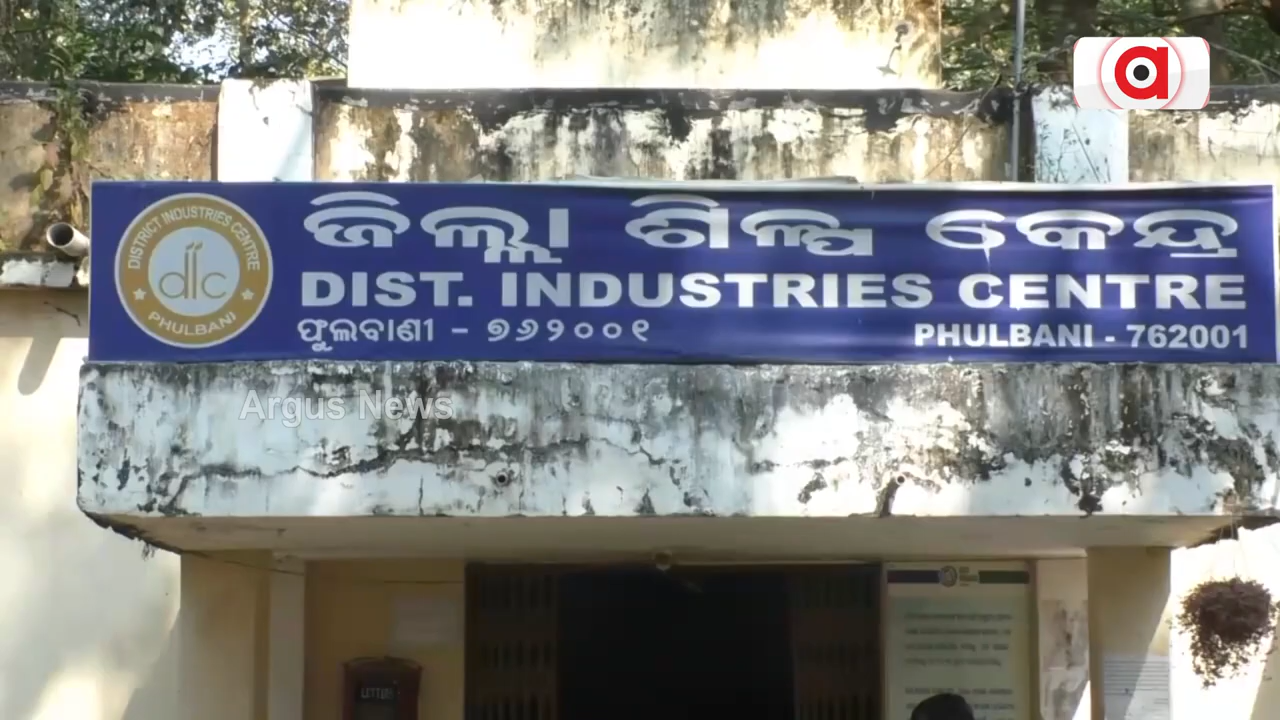 a
ଜିଲ୍ଲା ଶିଳ୍ପ କେନ୍ଦ୍ର
DISTRICT INDUSTRIES CENTRE
dic
PHULBANI
DIST. INDUSTRIES CENTRE
ଫୁଲବାଣୀ - ୭୬୨୦୦୧
PHULBANI - 762001
Argus News